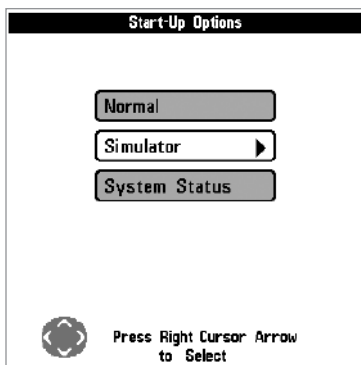 Start-Up Options
Normal
Simulator
System Status
Press Right Cursor Arrow
to Select